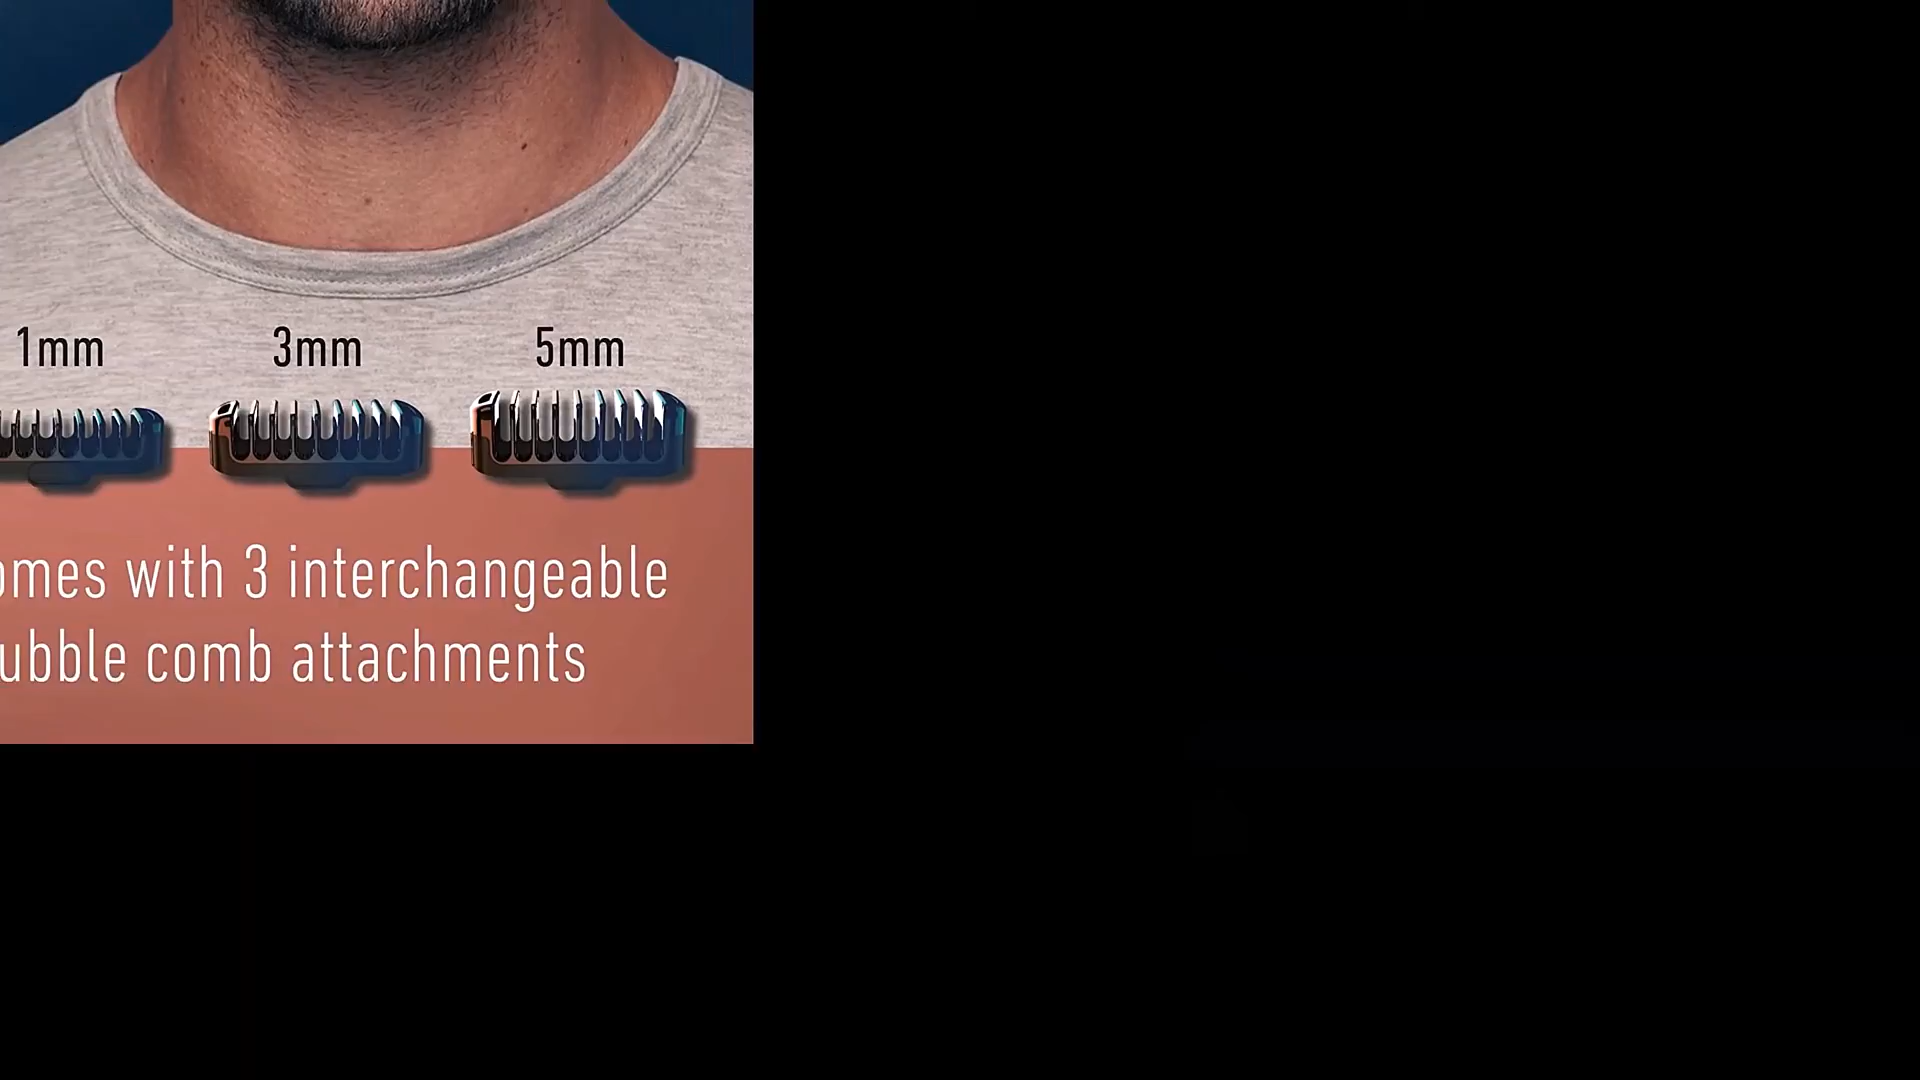 1mm 3mm 5mm
omes with 3 interchangeable
ubble comb attachments